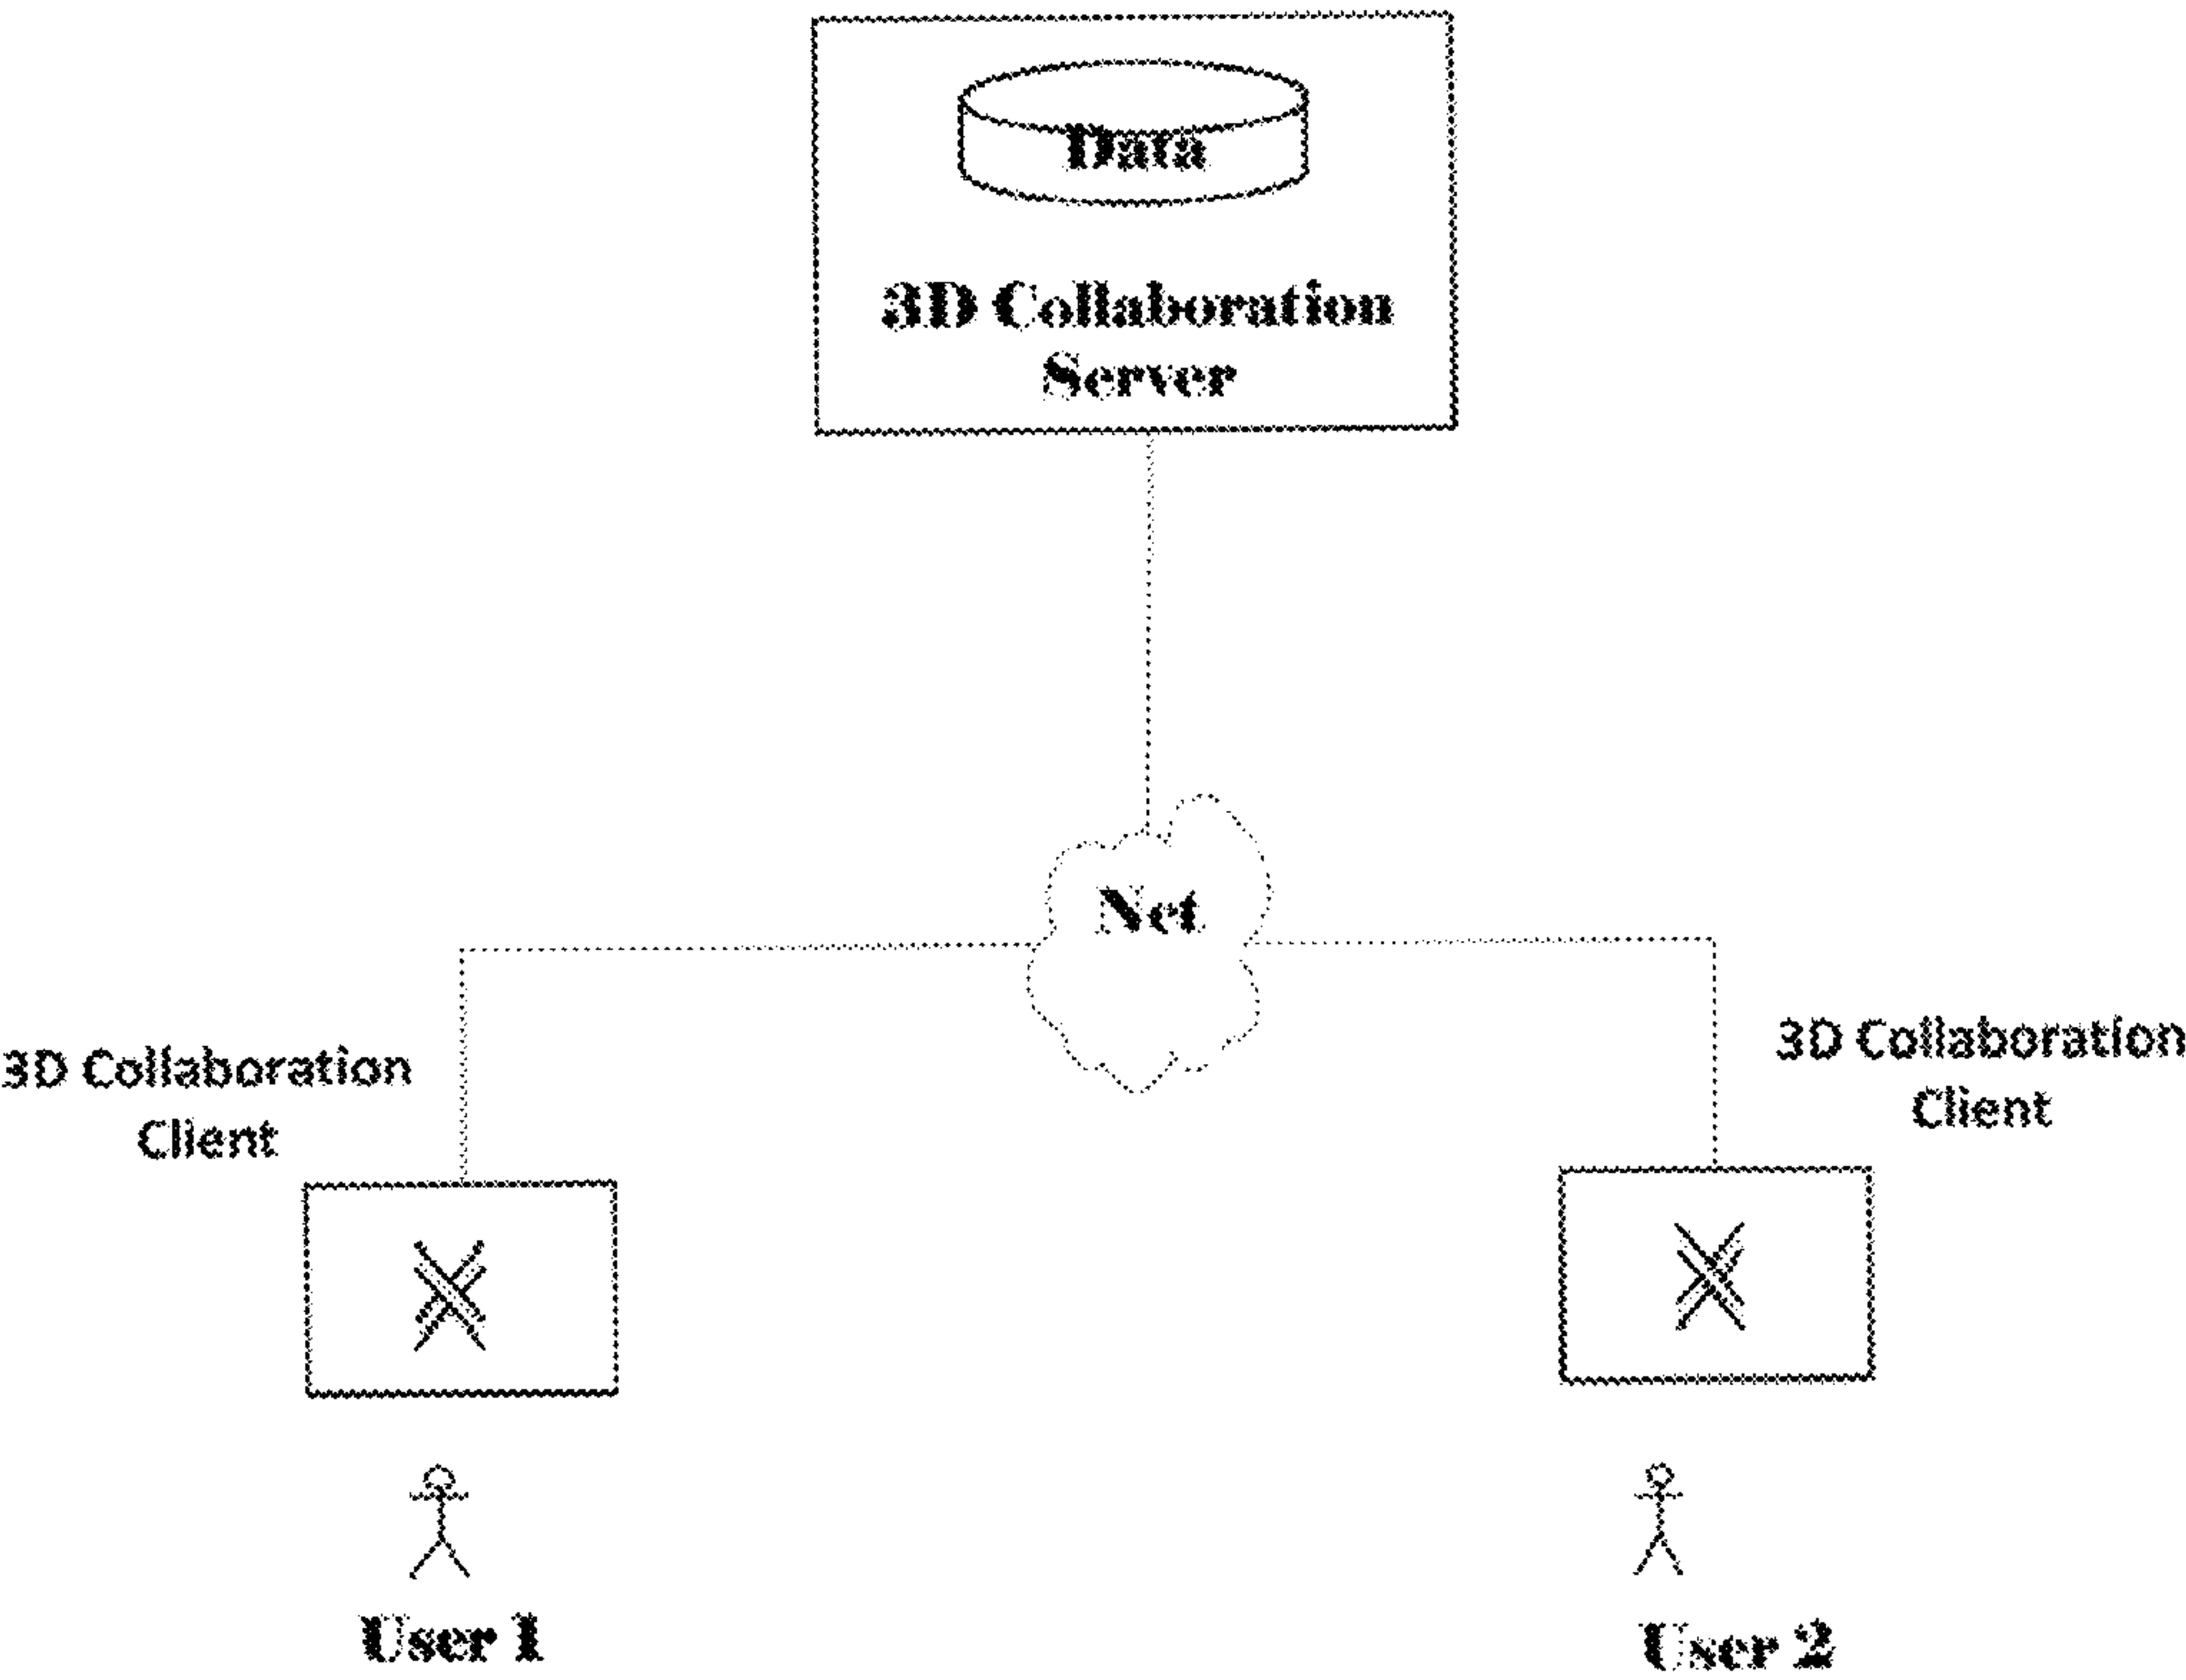 Data
3D Collaboration
Server
Net
3D Collaboration
Client
3D Collaboration
Client
User 1
User 2